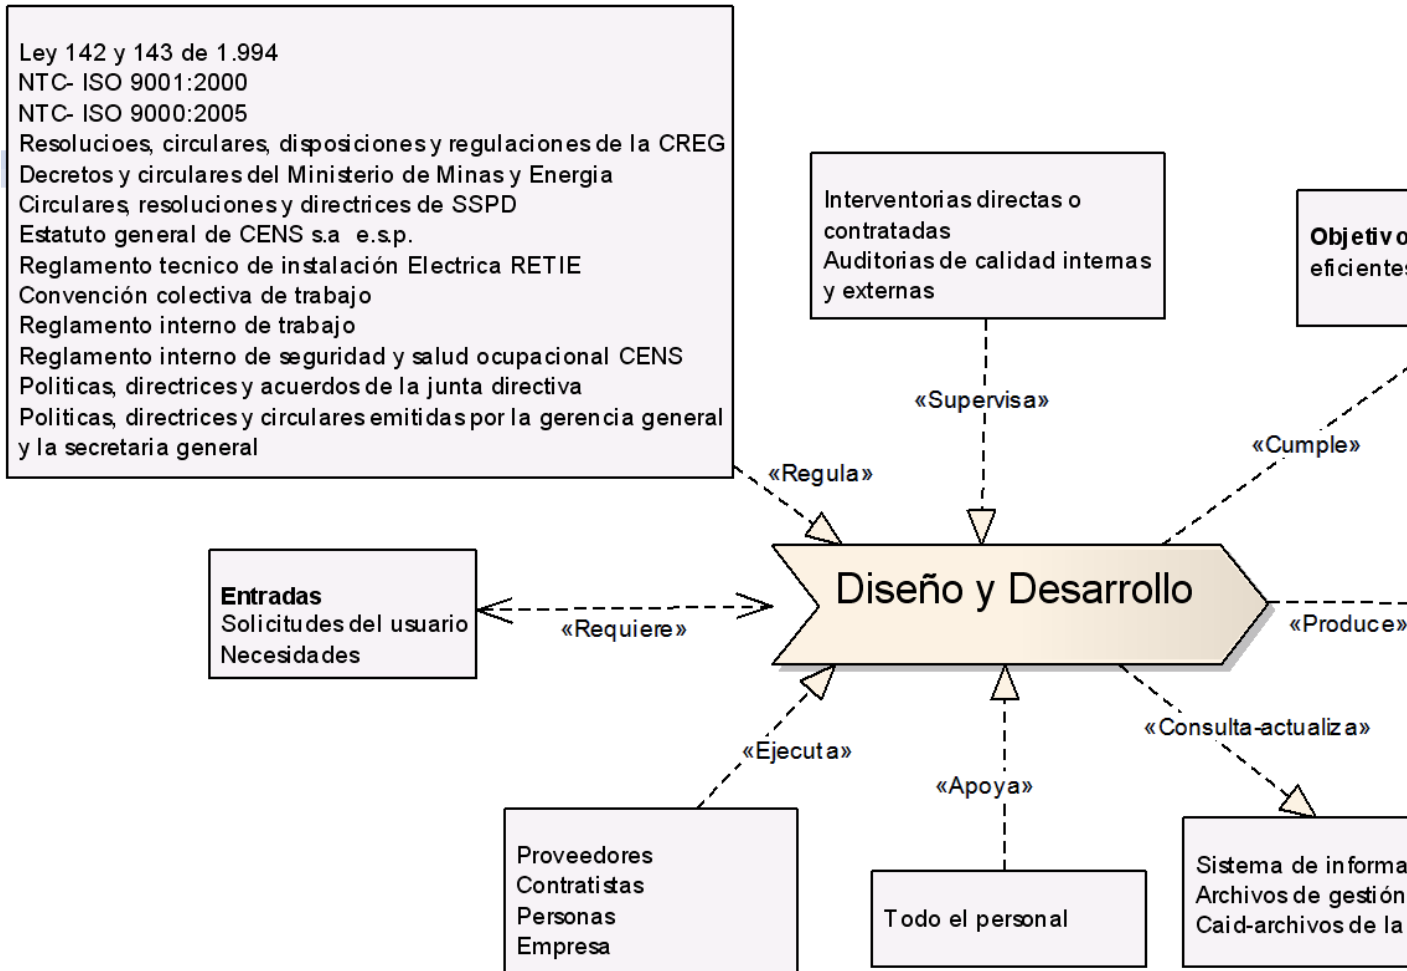 Ley 142 y 143 de 1.994
NTC- ISO 9001:2000
NTC- ISO 9000:2005
Resolucioes, circulares, disposiciones y regulaciones de la CREG
Decretos y circulares del Ministerio de Minas y Energia
Circulares, resoluciones y directrices de SSPD
Estatuto general de CENS s.a e.s.p.
Reglamento tecnico de instalación Electrica RETIE
Convención colectiva de trabajo
Reglamento interno de trabajo
Reglamento interno de seguridad y salud ocupacional CENS
Politicas, directrices y acuerdos de la junta directiva
Politicas, directrices y circulares emitidas por la gerencia general
y la secretaria general
Interventorias directas o
contratadas
Auditorias de calidad internas
y externas
Objetivo
eficientes
«Regula»
«Supervisa»
«Cumple»
Entradas
Solicitudes del usuario
Necesidades
«Requiere»
Diseño y Desarrollo
«Produce»
«Ejecuta»
«Apoya»
«Consulta-actualiza»
Proveedores
Contratistas
Personas
Empresa
Todo el personal
Sistema de informa
Archivos de gestión
Caid-archivos de la